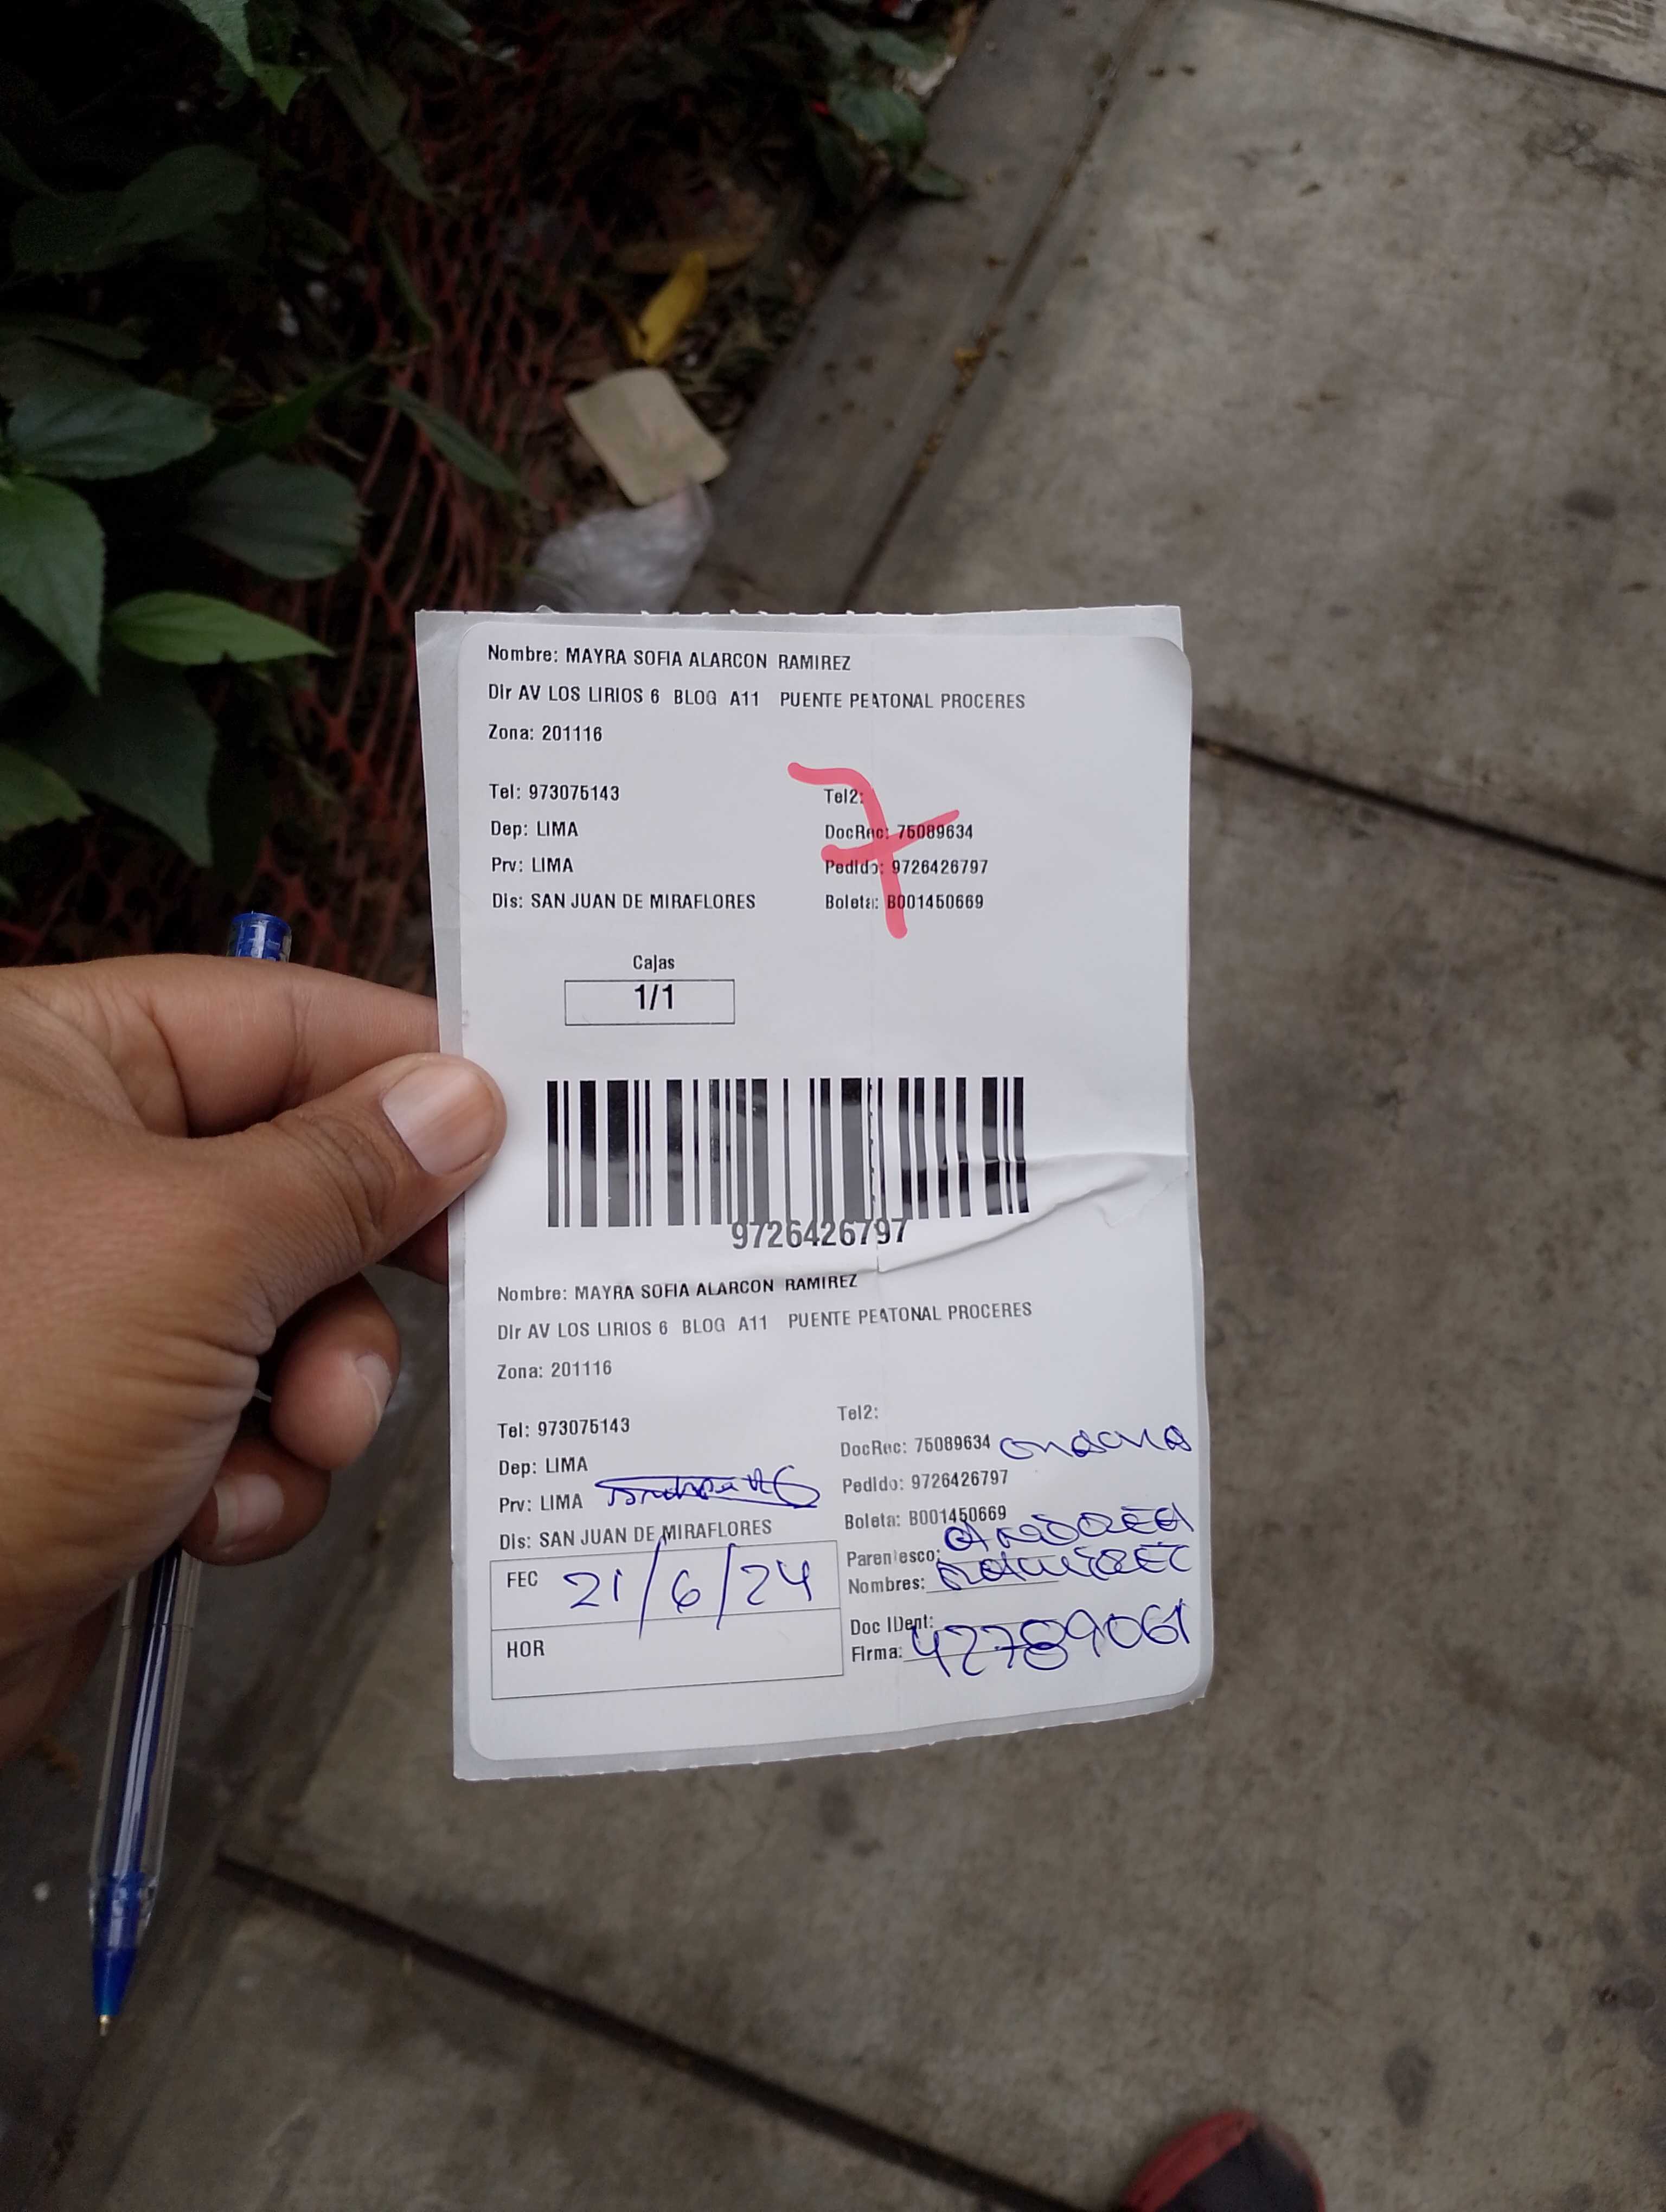 Nombre: MAYRA SOFIA ALARCON RAMIREZ
Dir AV LOS LIRIOS 6 BLOG A11 PUENTE PEATONAL PROCERES
Zona: 201116
7
Tel: 973075143 Tel2:
Dep: LIMA DocRec: 75089634
Prv: LIMA Pedido: 9726426797
Dis: SAN JUAN DE MIRAFLORES Boleta: B001450669
Cajas
1/1
9726426797
Nombre: MAYRA SOFIA ALARCON RAMIREZ
Dir AV LOS LIRIOS 6 BLOG A11 PUENTE PEATONAL PROCERES
Zona: 201116
Tel: 973075143 Tel2:
Dep: LIMA DocRec: 75089634
Prv: LIMA Pedido: 9726426797
Dis: SAN JUAN DE MIRAFLORES Boleta: B001450669
FEC 21/6/24 Parentesco: ANDREA
Nombres: RAMIREZ
HOR Doc IDent:
Firma: 42789061